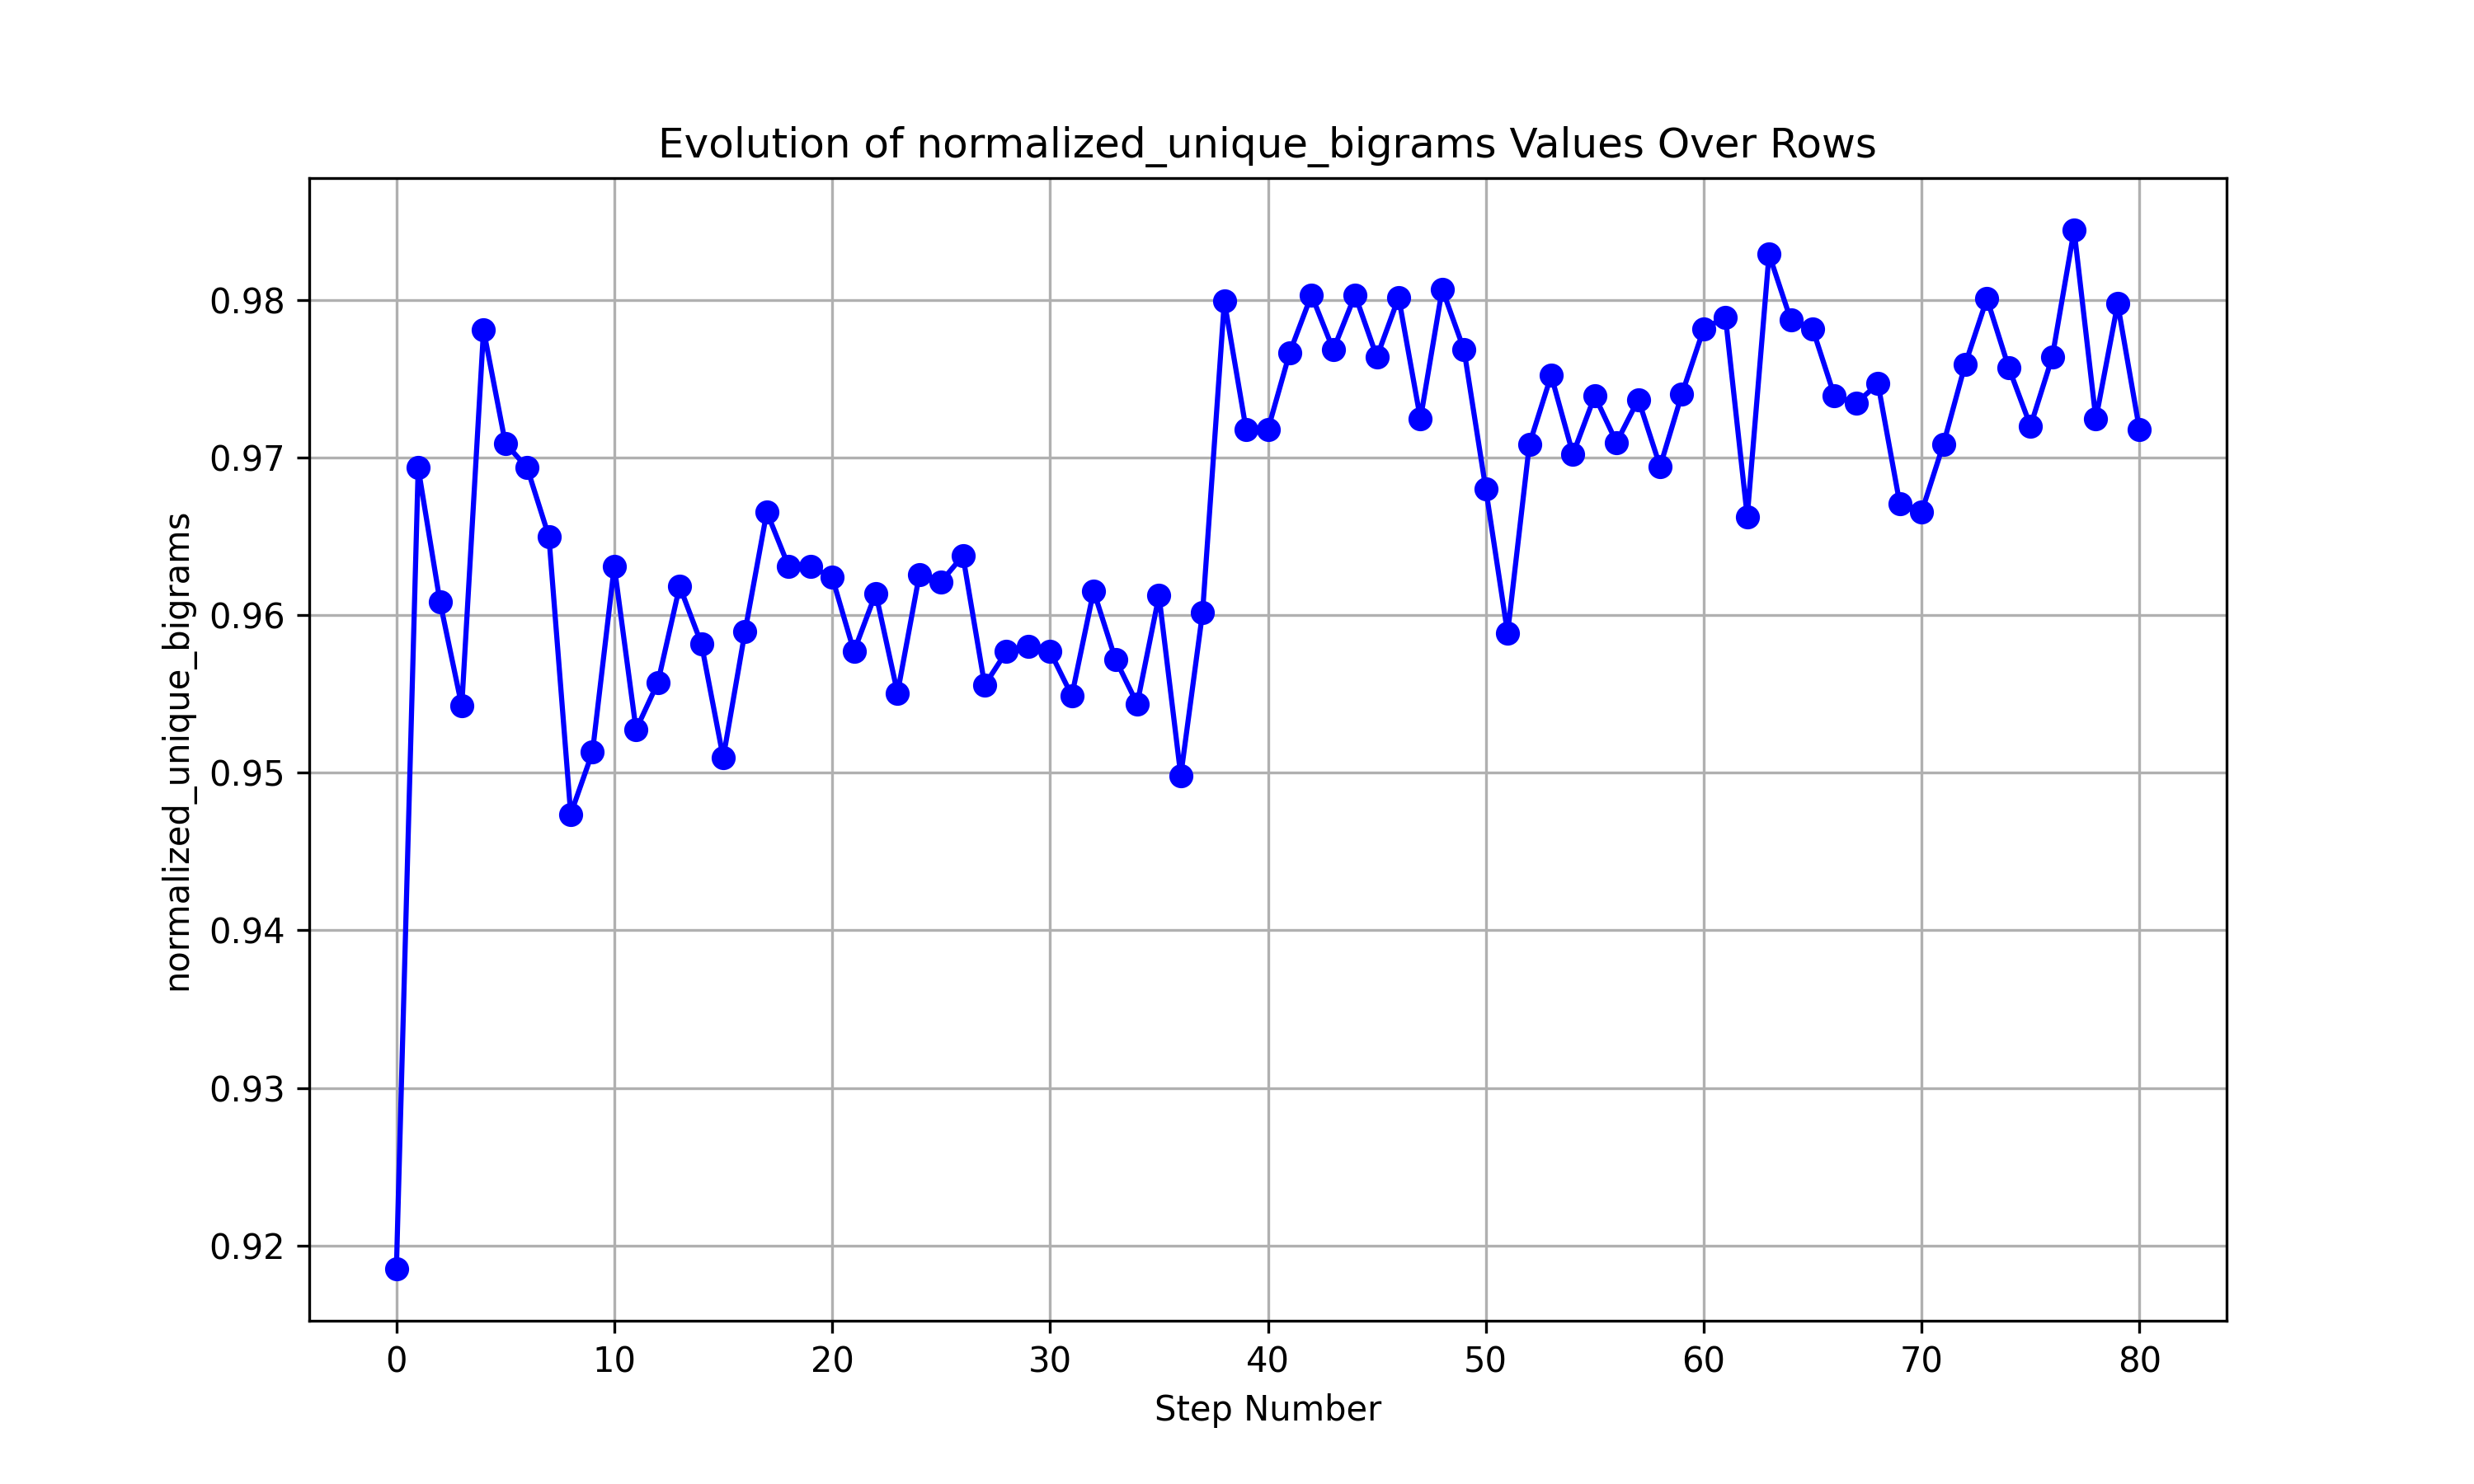 Evolution of normalized_unique_bigrams Values Over Rows
normalized_unique_bigrams
0.98
0.97
0.96
0.95
0.94
0.93
0.92
0 10 20 30 40 50 60 70 80
Step Number